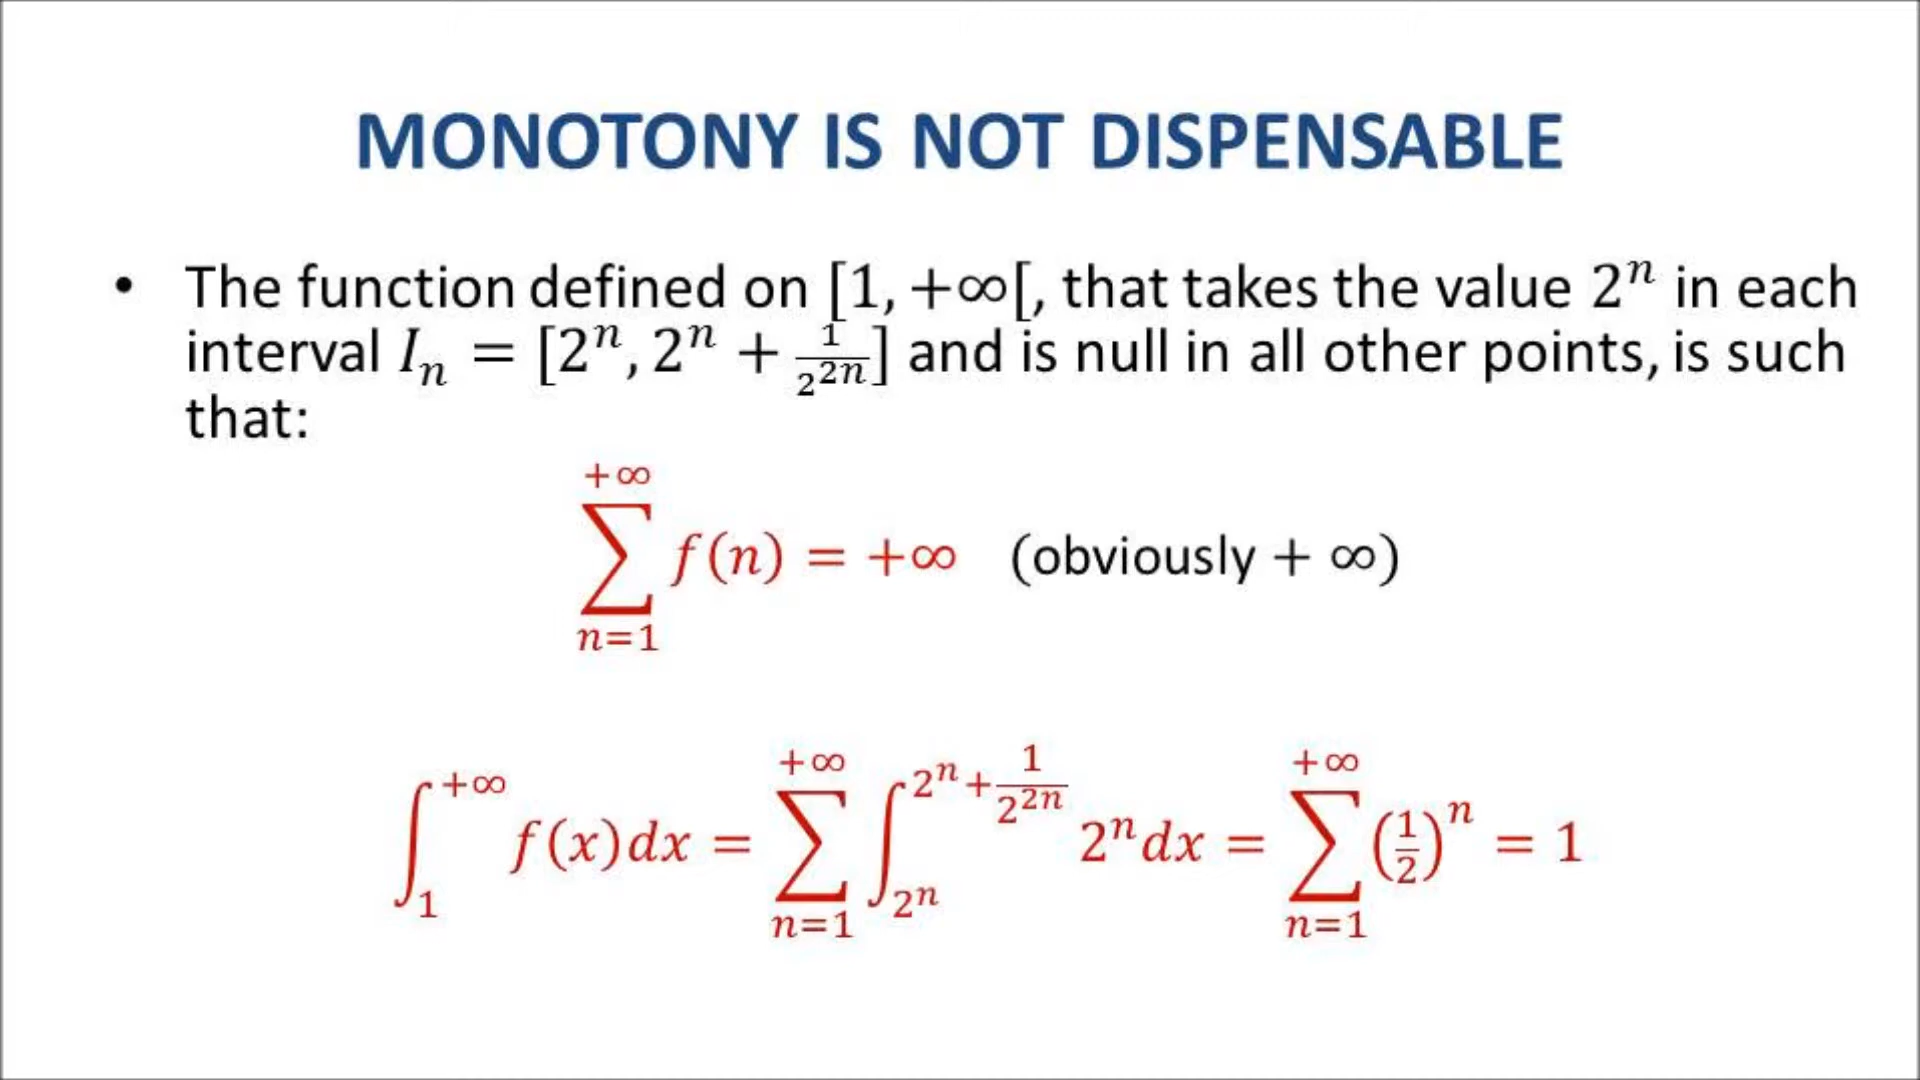 MONOTONY IS NOT DISPENSABLE
• The function defined on [1, +∞[, that takes the value 2ⁿ in each
interval Iₙ = [2ⁿ, 2ⁿ + 1/2²ⁿ] and is null in all other points, is such
that:
∑_{n=1}^{+∞} f(n) = +∞ (obviously + ∞)
∫_1^{+∞} f(x)dx = ∑_{n=1}^{+∞} ∫_{2ⁿ}^{2ⁿ+1/2²ⁿ} 2ⁿdx = ∑_{n=1}^{+∞} (1/2)ⁿ = 1